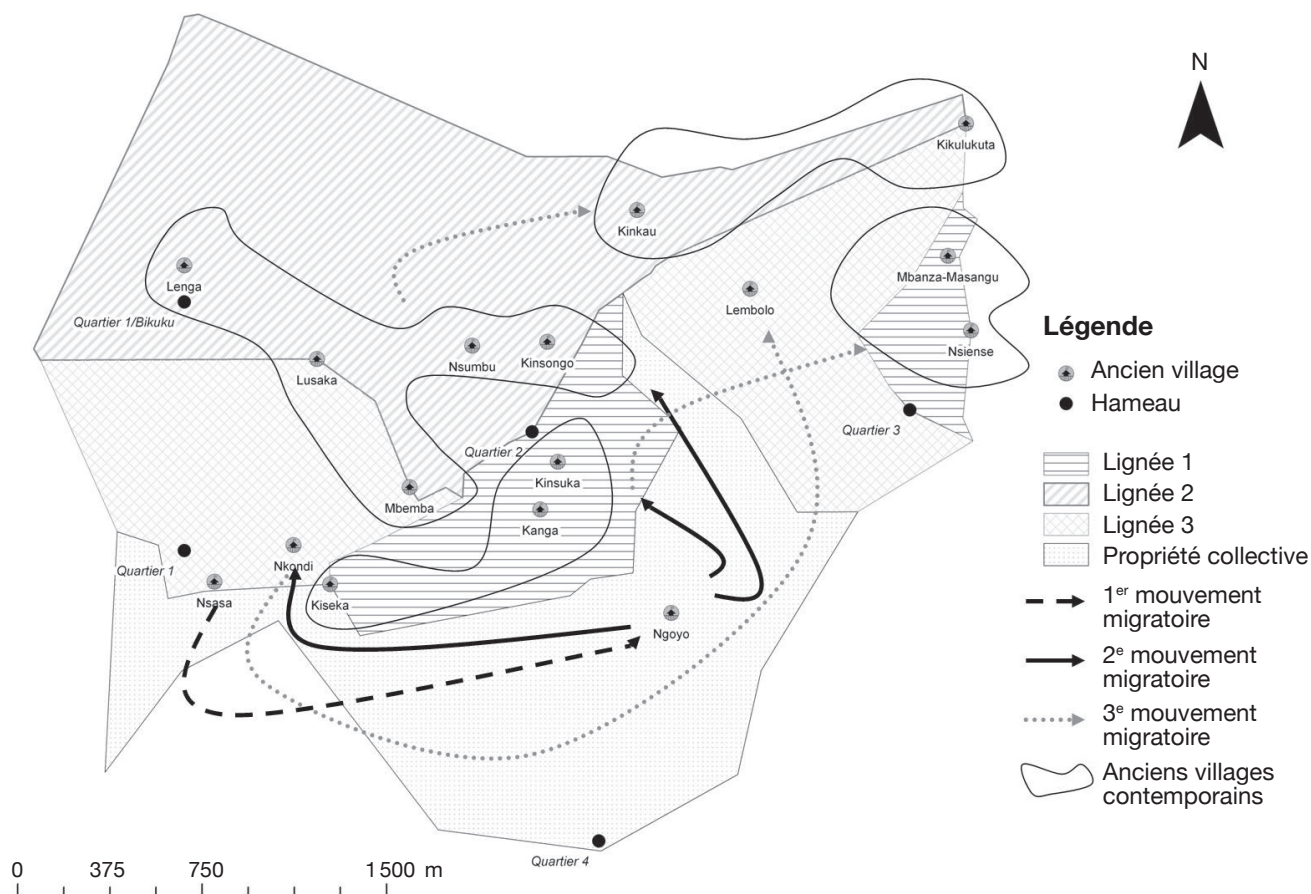 N
Kikulukuta
Kinkau
Lenga
Quartier 1/Bikuku
Mbanza-Masangu
Lembolo
Nsumbu
Kinsongo
Lusaka
Nsiense
Quartier 3
Quartier 2
Kinsuka
Mbemba
Kanga
Quartier 1
Nkondi
Nsasa
Kiseka
Ngoyo
Quartier 4
Légende
Ancien village
Hameau
Lignée 1
Lignée 2
Lignée 3
Propriété collective
1er mouvement
migratoire
2e mouvement
migratoire
3e mouvement
migratoire
Anciens villages
contemporains
0 375 750 1 500 m